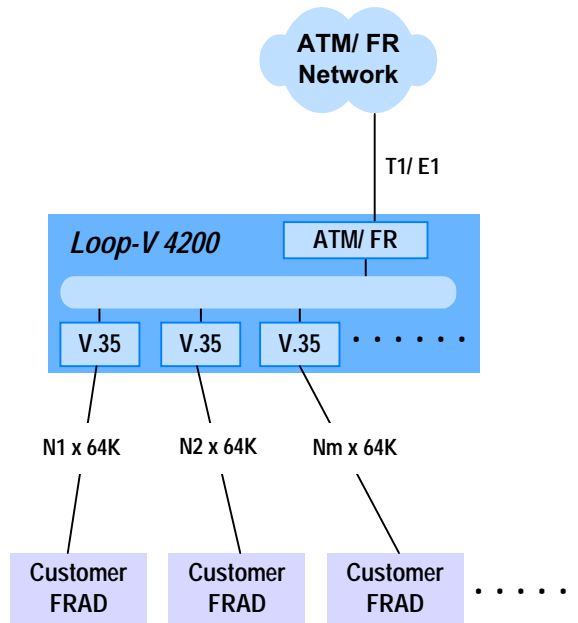 ATM/ FR
Network
T1/ E1
Loop-V 4200
ATM/ FR
V.35
V.35
V.35
. . . . . .
N1 x 64K
N2 x 64K
Nm x 64K
Customer
FRAD
Customer
FRAD
Customer
FRAD
. . . . .